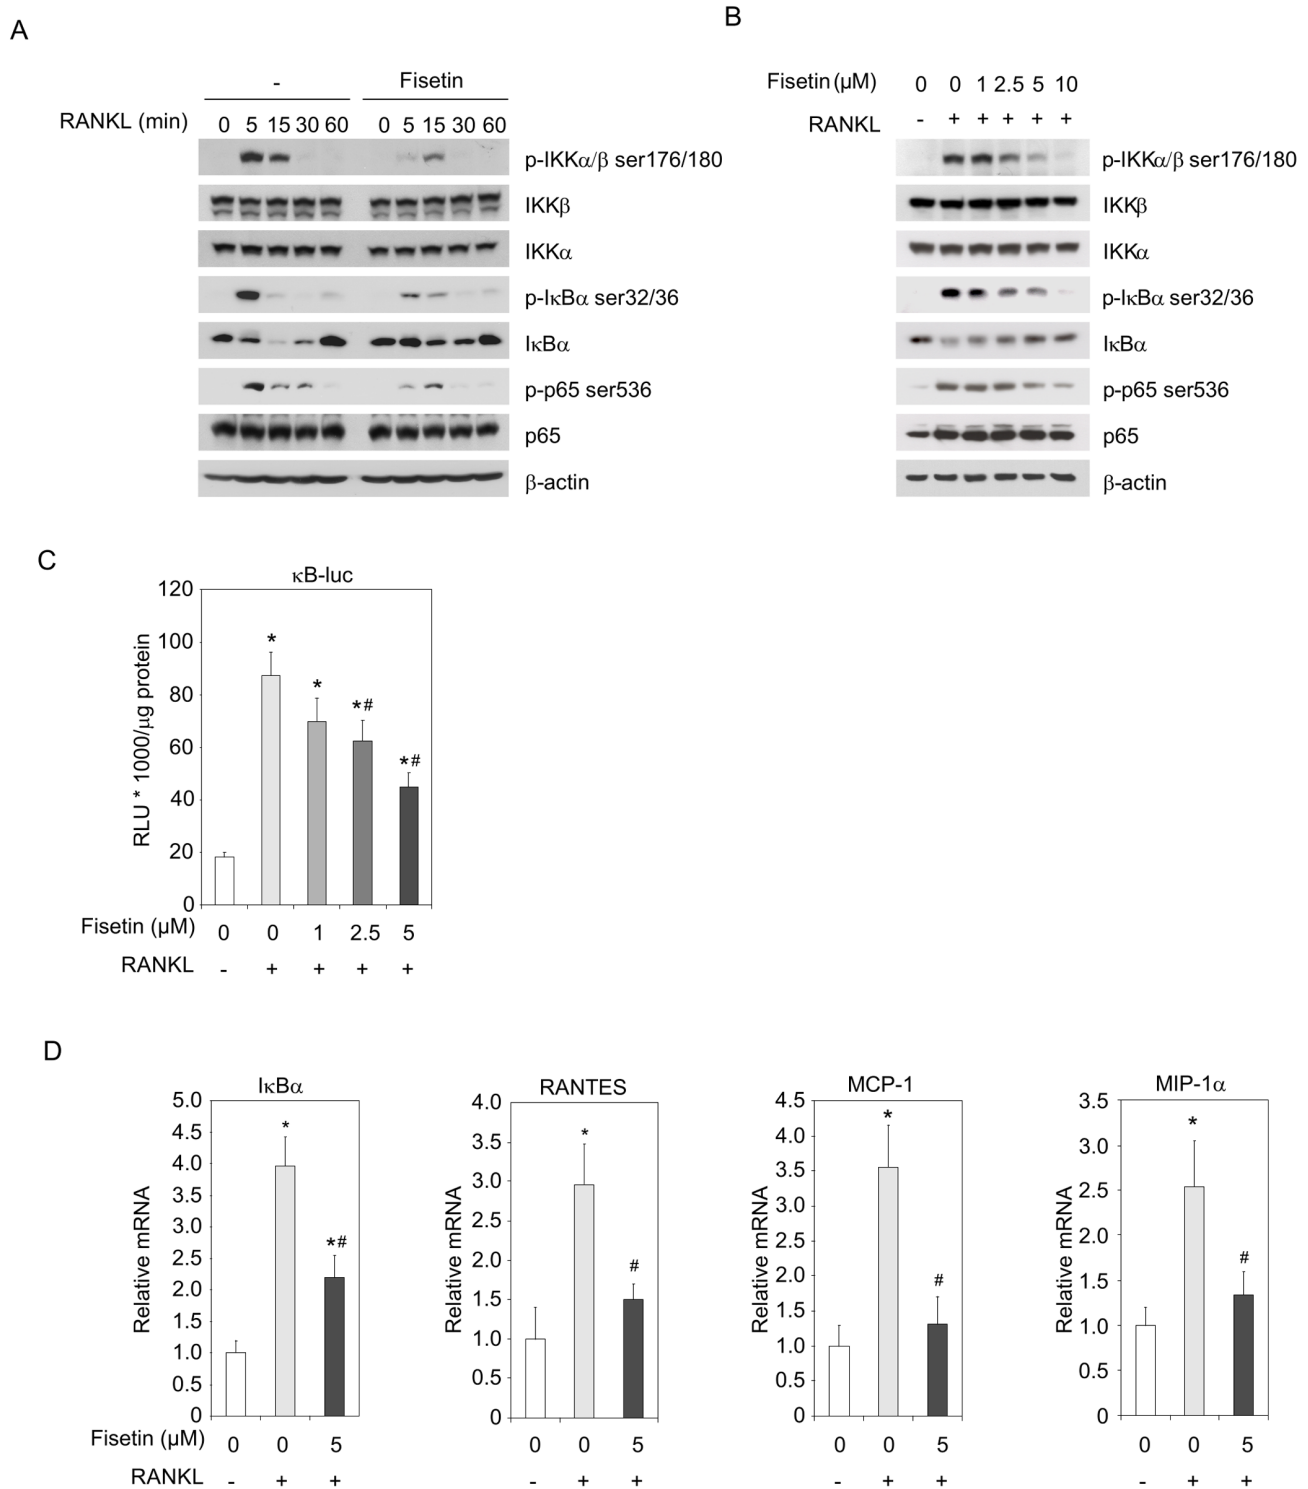 A
- Fisetin
RANKL (min) 0 5 15 30 60 0 5 15 30 60
p-IKKα/β ser176/180
IKKβ
IKKα
p-IκBα ser32/36
IκBα
p-p65 ser536
p65
β-actin
B
Fisetin (µM) 0 0 1 2.5 5 10
RANKL - + + + + +
p-IKKα/β ser176/180
IKKβ
IKKα
p-IκBα ser32/36
IκBα
p-p65 ser536
p65
β-actin
C
κB-luc
RLU * 1000/µg protein
120
100
80
60
40
20
0
* * *# *#
Fisetin (µM) 0 0 1 2.5 5
RANKL - + + + +
D
IκBα
Relative mRNA
5.0
4.5
4.0
3.5
3.0
2.5
2.0
1.5
1.0
0.5
0
* *#
Fisetin (µM) 0 0 5
RANKL - + +
RANTES
Relative mRNA
4.0
3.5
3.0
2.5
2.0
1.5
1.0
0.5
0
* #
0 0 5
- + +
MCP-1
Relative mRNA
4.5
4.0
3.5
3.0
2.5
2.0
1.5
1.0
0.5
0
* #
0 0 5
- + +
MIP-1α
Relative mRNA
3.5
3.0
2.5
2.0
1.5
1.0
0.5
0
* #
0 0 5
- + +